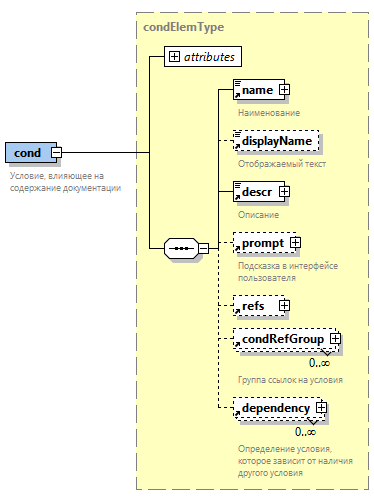 condElemType
attributes
name
Наименование
displayName
Отображаемый текст
cond
Условие, влияющее на
содержание документации
descr
Описание
prompt
Подсказка в интерфейсе
пользователя
refs
condRefGroup
0..∞
Группа ссылок на условия
dependency
0..∞
Определение условия,
которое зависит от наличия
другого условия